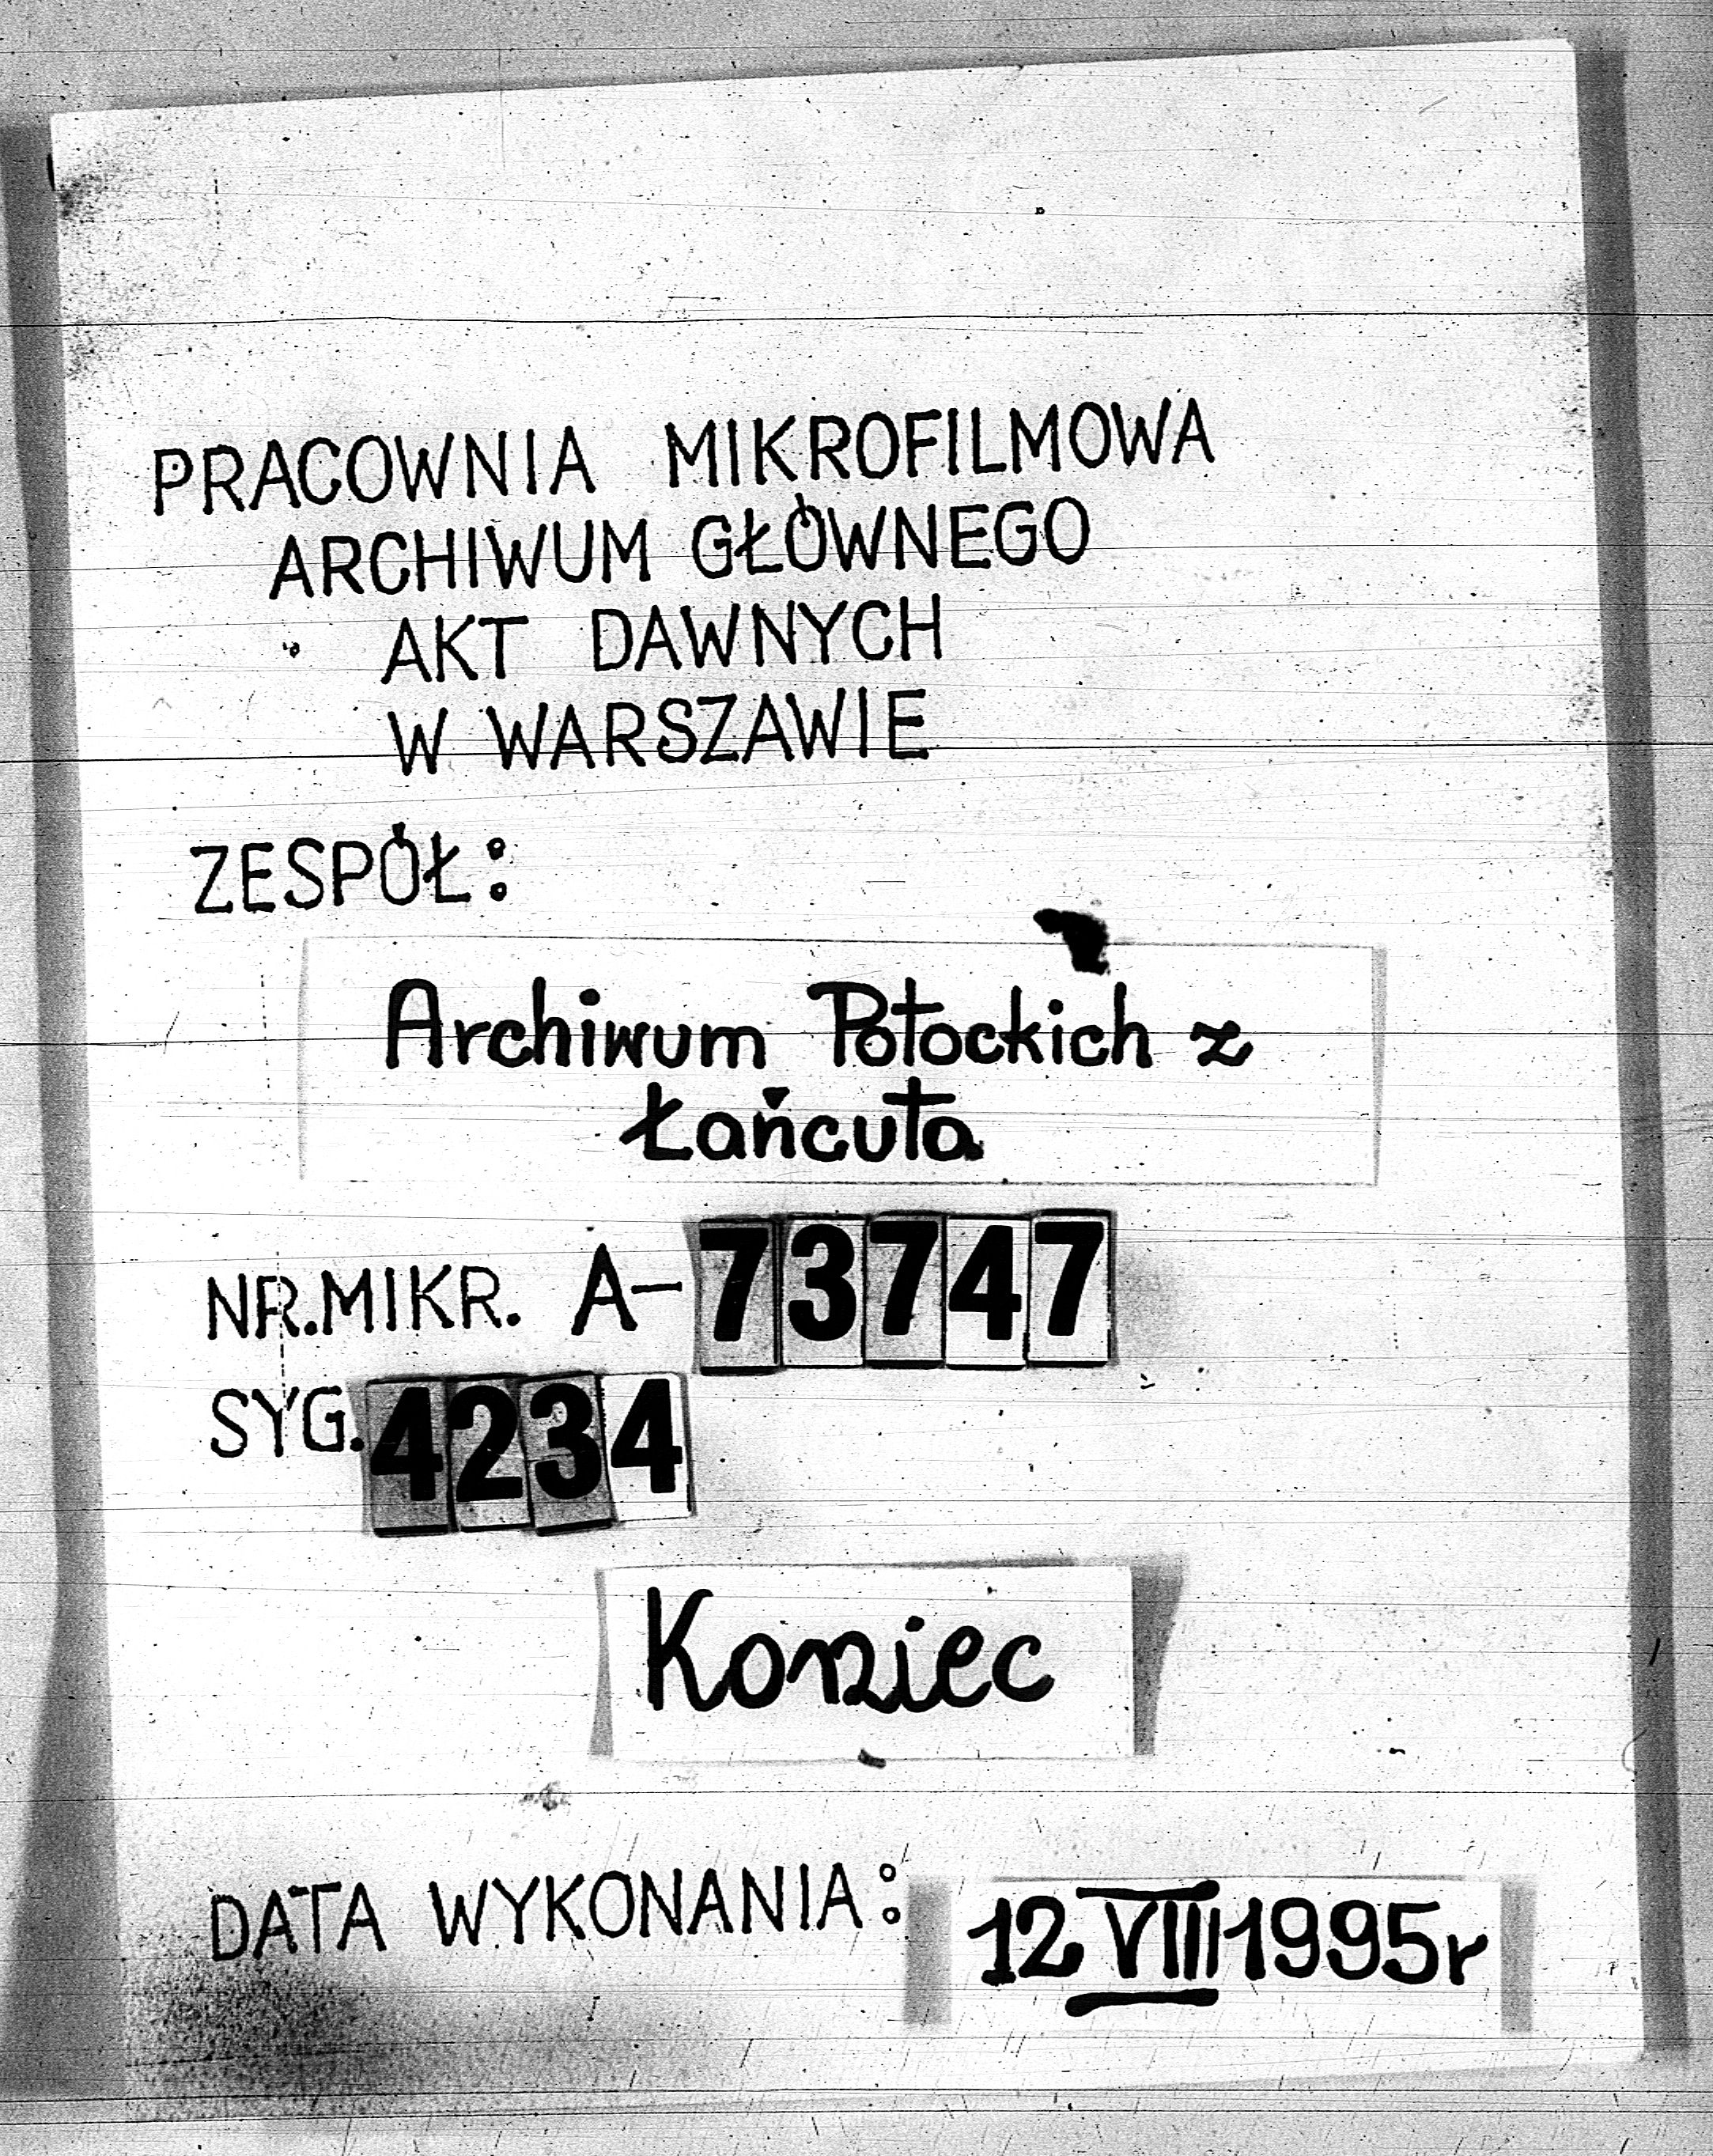 PRACOWNIA MIKROFILMOWA
ARCHIWUM GŁÓWNEGO
AKT DAWNYCH
W WARSZAWIE
ZESPÓŁ:
Archiwum Potockich z
Łańcuta
NR. MIKR. A-73747
SYG. 4234
Koniec
DATA WYKONANIA: 12 VIII 1995r